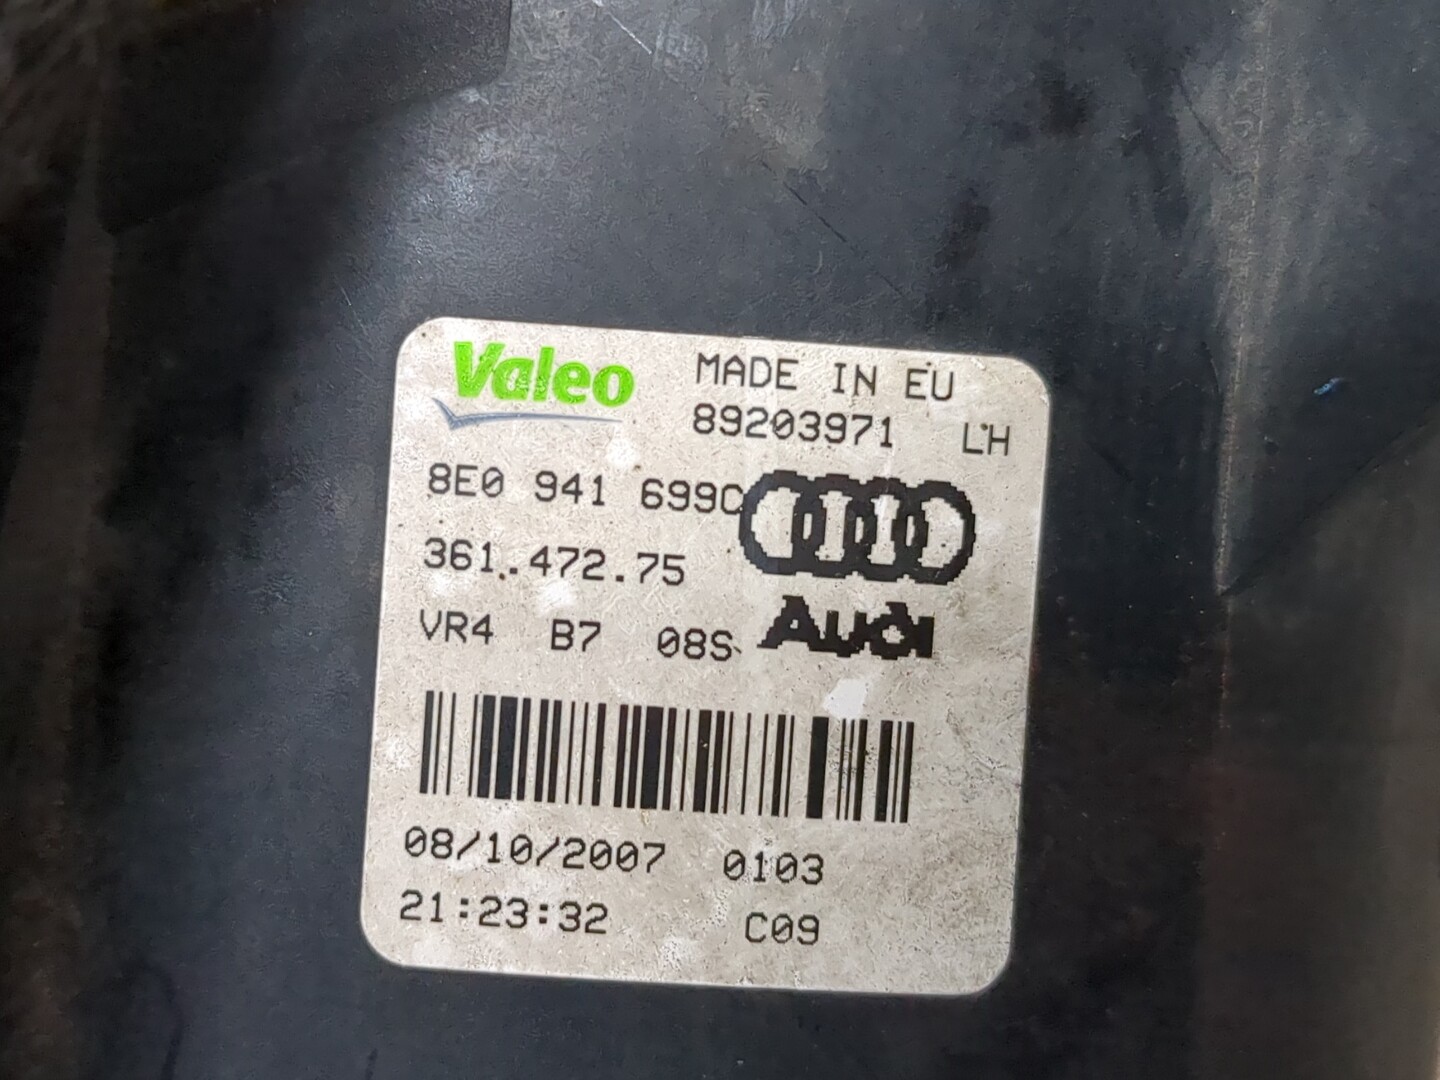 Valeo MADE IN EU
89203971 LH
8E0 941 699C
361.472.75
VR4 B7 08S Audi
08/10/2007 0103
21:23:32 C09